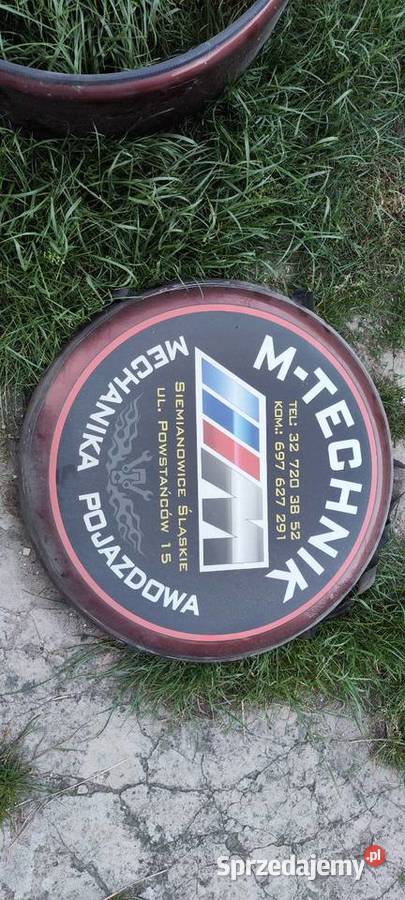 M-TECHNIK
TEL: 32 720 38 52
KOM.: 697 627 291
M
SIEMIANOWICE ŚLĄSKIE
UL. POWSTAŃCÓW 15
MECHANIKA POJAZDOWA
Sprzedajemy.pl